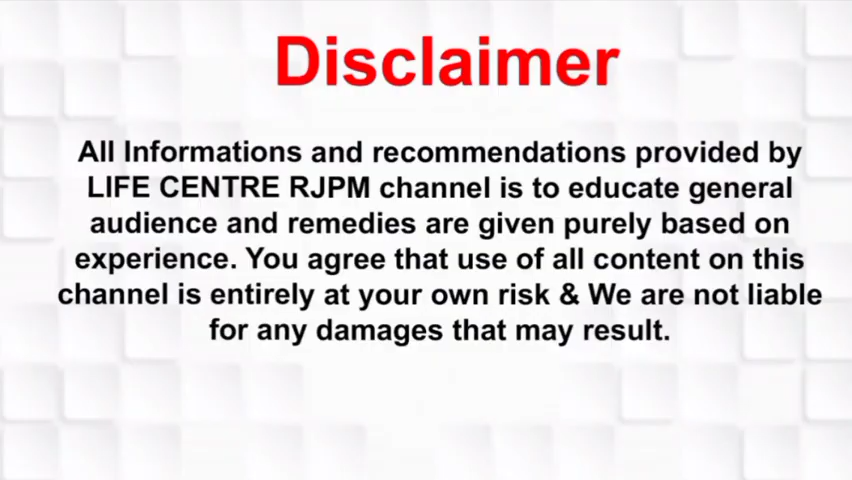 Disclaimer
All Informations and recommendations provided by
LIFE CENTRE RJPM channel is to educate general
audience and remedies are given purely based on
experience. You agree that use of all content on this
channel is entirely at your own risk & We are not liable
for any damages that may result.